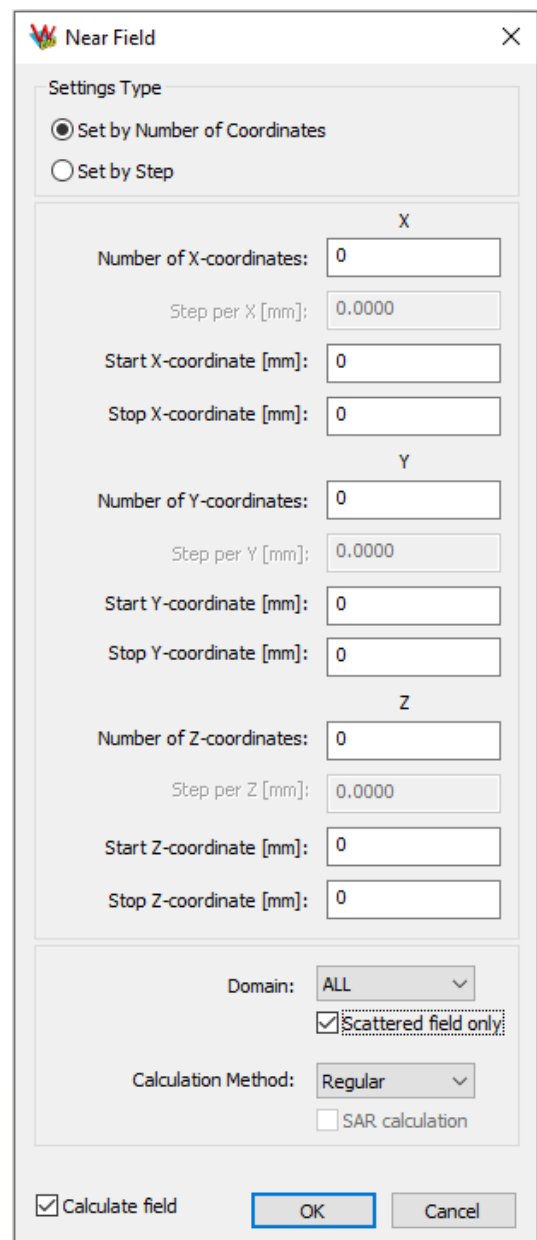 Near Field
Settings Type
Set by Number of Coordinates
Set by Step
X
Number of X-coordinates: 0
Step per X [mm]: 0.0000
Start X-coordinate [mm]: 0
Stop X-coordinate [mm]: 0
Y
Number of Y-coordinates: 0
Step per Y [mm]: 0.0000
Start Y-coordinate [mm]: 0
Stop Y-coordinate [mm]: 0
Z
Number of Z-coordinates: 0
Step per Z [mm]: 0.0000
Start Z-coordinate [mm]: 0
Stop Z-coordinate [mm]: 0
Domain: ALL
Scattered field only
Calculation Method: Regular
SAR calculation
Calculate field OK Cancel